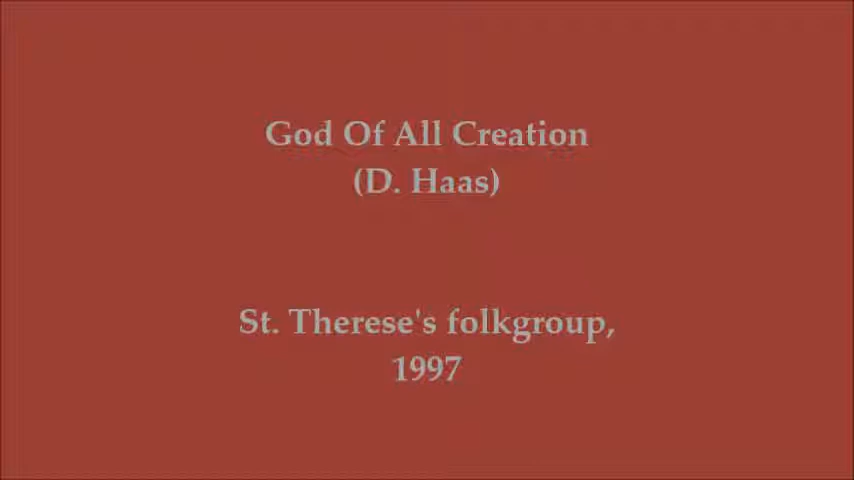 God Of All Creation
(D. Haas)
St. Therese's folkgroup,
1997